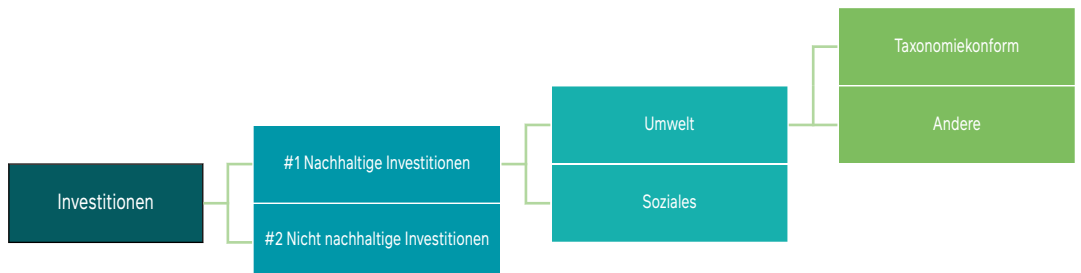 Investitionen
#1 Nachhaltige Investitionen
#2 Nicht nachhaltige Investitionen
Umwelt
Soziales
Taxonomiekonform
Andere